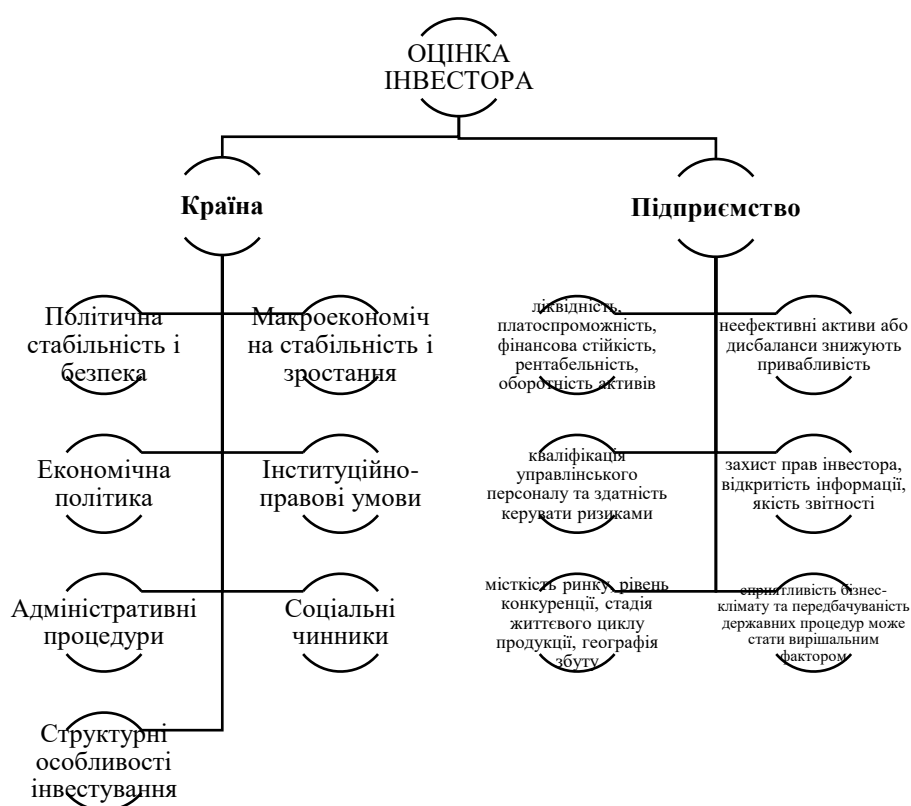 ОЦІНКА
ІНВЕСТОРА
Країна
Підприємство
Політична
стабільність і
безпека
Макроекономіч
на стабільність і
зростання
ліквідність,
платоспроможність,
фінансова стійкість,
рентабельність,
оборотність активів
неефективні активи або
дисбаланси знижують
привабливість
Економічна
політика
Інституційно-
правові умови
кваліфікація
управлінського
персоналу та здатність
керувати ризиками
захист прав інвестора,
відкритість інформації,
якість звітності
Адміністративні
процедури
Соціальні
чинники
місткість ринку, рівень
конкуренції, стадія
життєвого циклу
продукції, географія
збуту
сприятливість бізнес-
клімату та передбачуваність
державних процедур може
стати вирішальним
фактором
Структурні
особливості
інвестування